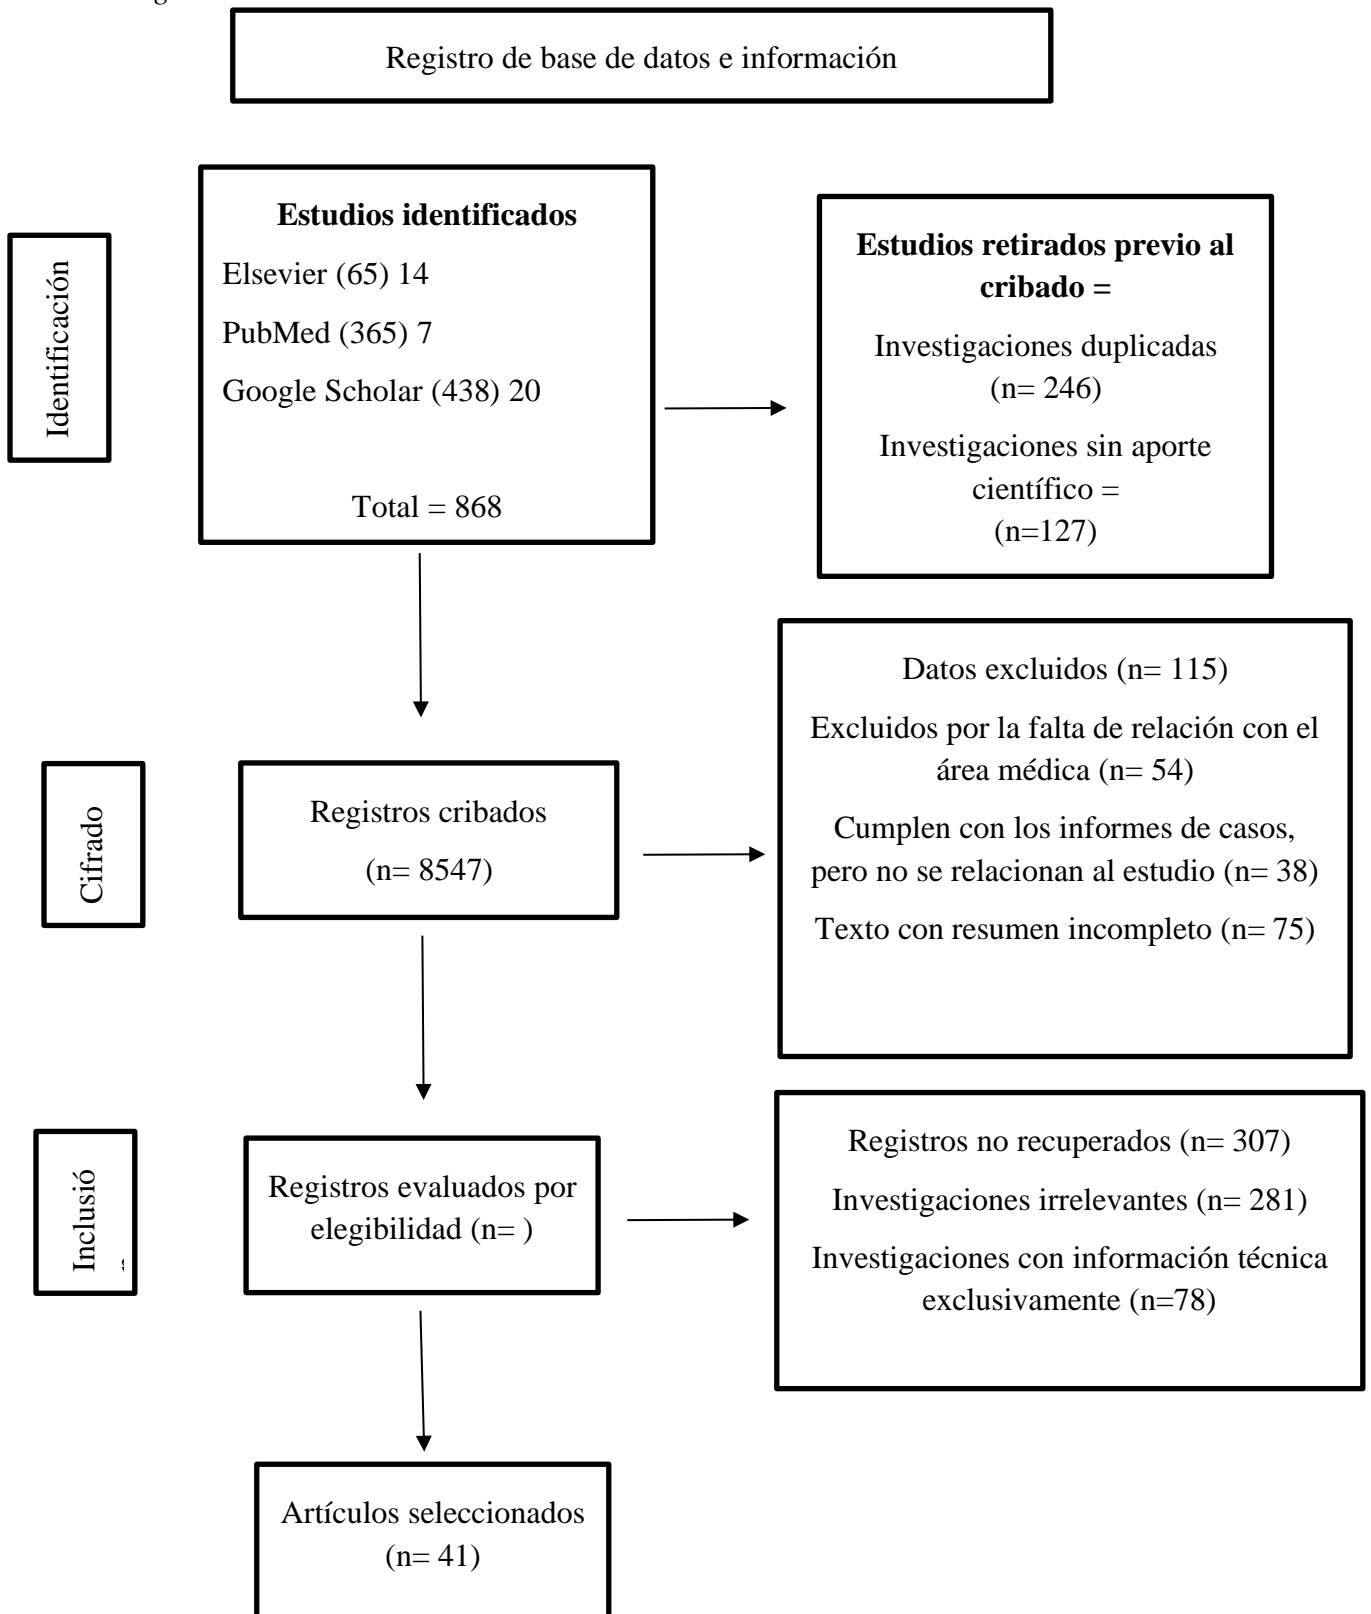 Registro de base de datos e información
Identificación
Estudios identificados
Elsevier (65) 14
PubMed (365) 7
Google Scholar (438) 20
Total = 868
Estudios retirados previo al
cribado =
Investigaciones duplicadas
(n= 246)
Investigaciones sin aporte
científico =
(n=127)
Cifrado
Registros cribados
(n= 8547)
Datos excluidos (n= 115)
Excluidos por la falta de relación con el
área médica (n= 54)
Cumplen con los informes de casos,
pero no se relacionan al estudio (n= 38)
Texto con resumen incompleto (n= 75)
Inclusió
Registros evaluados por
elegibilidad (n= )
Registros no recuperados (n= 307)
Investigaciones irrelevantes (n= 281)
Investigaciones con información técnica
exclusivamente (n=78)
Artículos seleccionados
(n= 41)